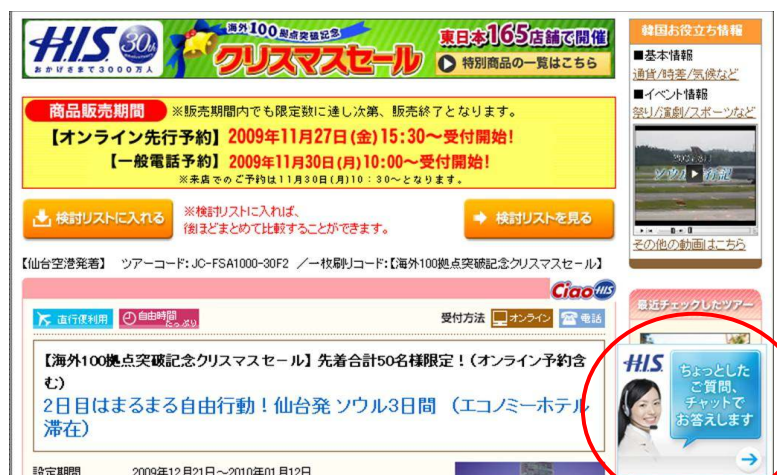 H.I.S. 30th
おかげさまで3000万人
海外100拠点突破記念
クリスマスセール
東日本165店舗で開催
特別商品の一覧はこちら
商品販売期間 ※販売期間内でも限定数に達し次第、販売終了となります。
【オンライン先行予約】2009年11月27日(金)15:30～受付開始!
【一般電話予約】2009年11月30日(月)10:00～受付開始!
※来店でのご予約は11月30日(月)10:30～となります。
検討リストに入れる
※検討リストに入れば、
後ほどまとめて比較することができます。
検討リストを見る
【仙台空港発着】 ツアーコード:JC-FSA1000-30F2 /一枚刷りコード:【海外100拠点突破記念クリスマスセール】
Ciao HIS
直行便利用 自由時間たっぷり
受付方法 オンライン 電話
【海外100拠点突破記念クリスマスセール】先着合計50名様限定!(オンライン予約含
む)
2日目はまるまる自由行動!仙台発 ソウル3日間 (エコノミーホテル
滞在)
設定期間 2009年12月21日～2010年01月12日
韓国お役立ち情報
■基本情報
通貨/時差/気候など
■イベント情報
祭り/演劇/スポーツなど
その他の動画はこちら
最近チェックしたツアー
H.I.S.
ちょっとした
ご質問、
チャットで
お答えします